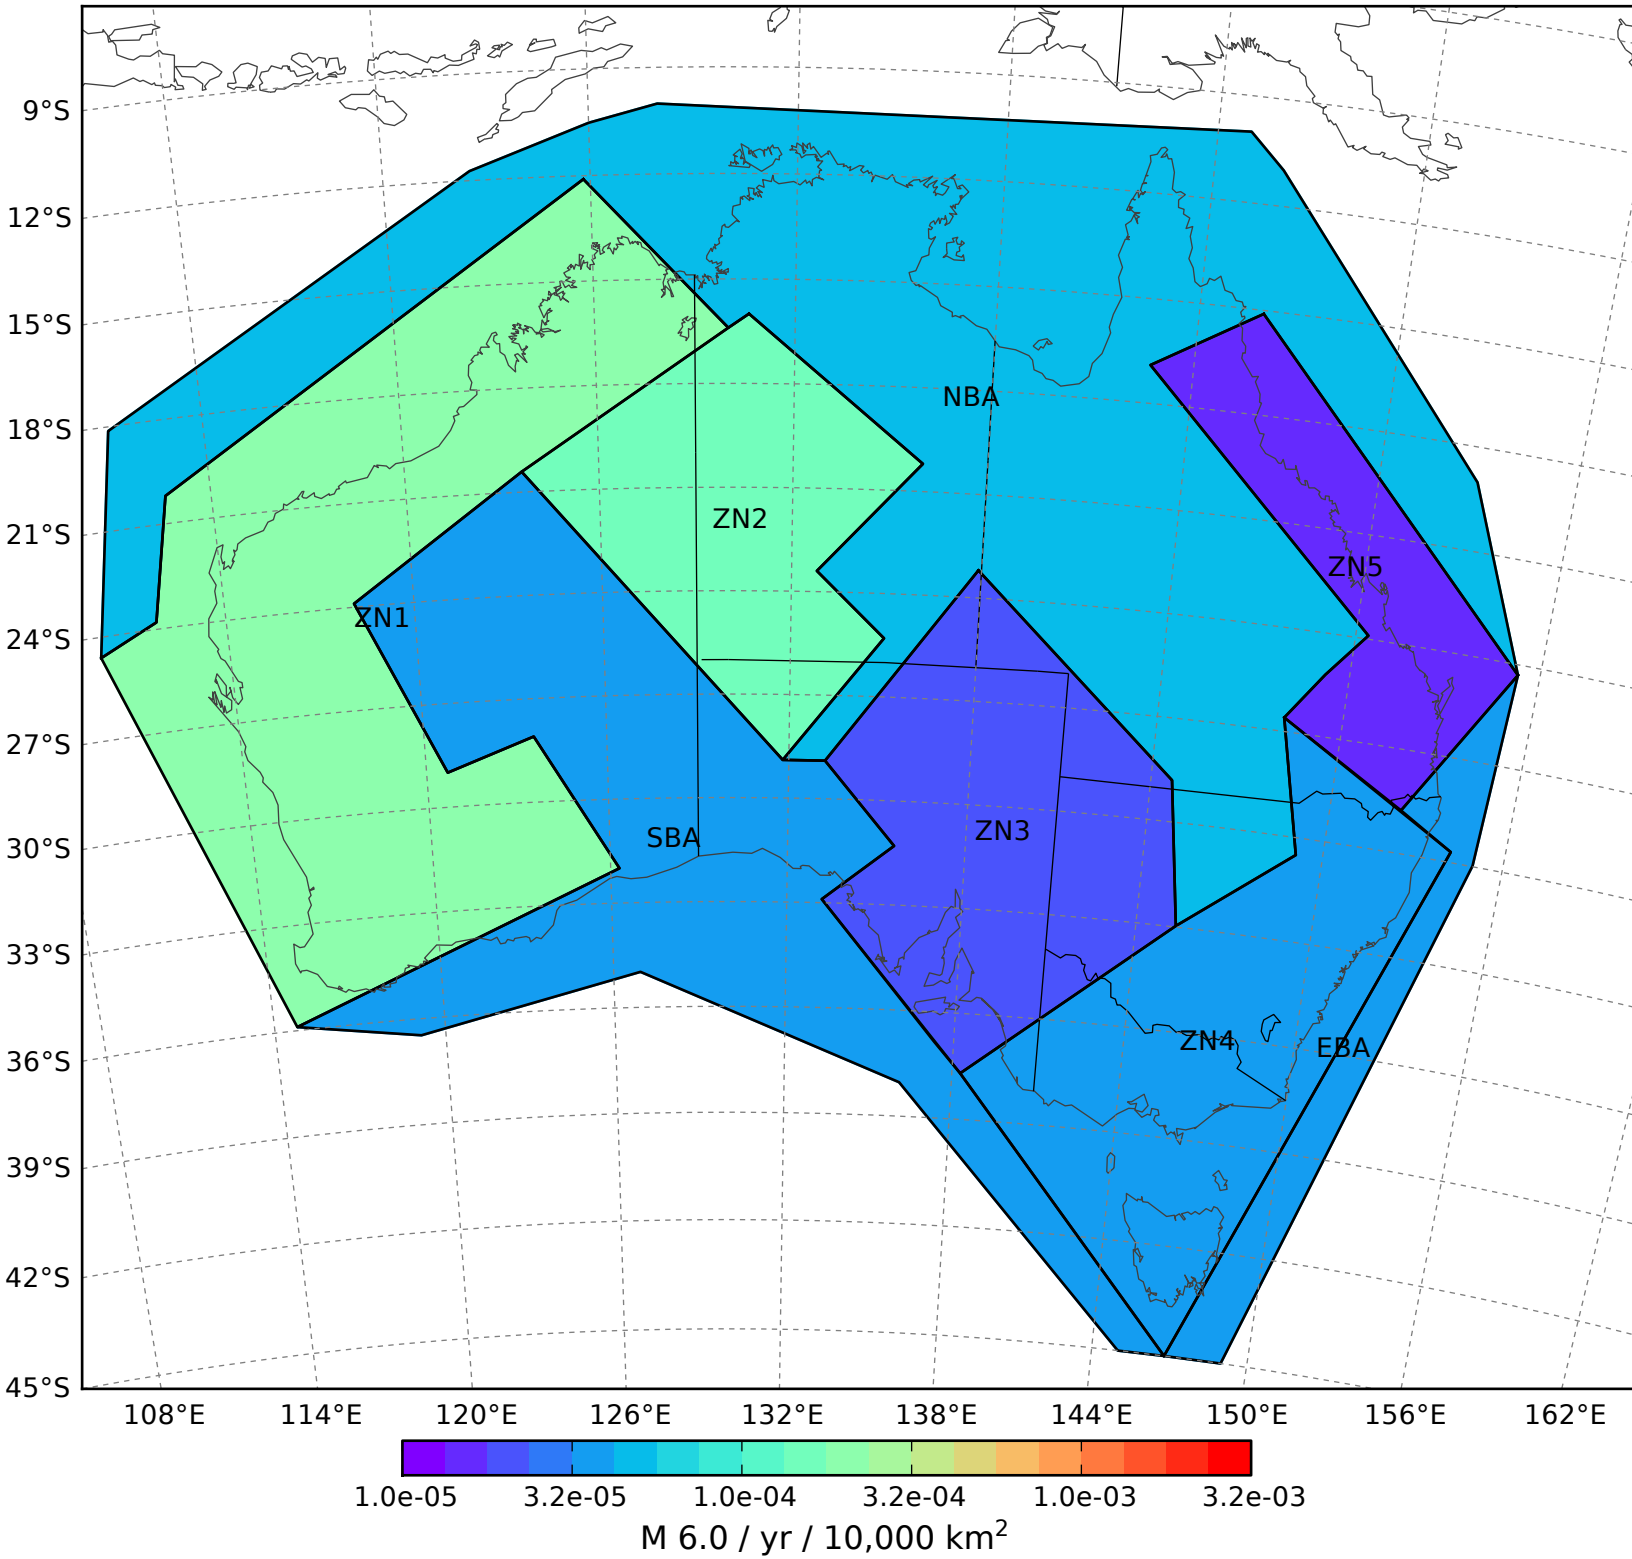 9°S
12°S
15°S
18°S
21°S
24°S
27°S
30°S
33°S
36°S
39°S
42°S
45°S
NBA
ZN2
ZN5
ZN1
ZN3
SBA
ZN4
EBA
108°E 114°E 120°E 126°E 132°E 138°E 144°E 150°E 156°E 162°E
1.0e-05 3.2e-05 1.0e-04 3.2e-04 1.0e-03 3.2e-03
M 6.0 / yr / 10,000 km²